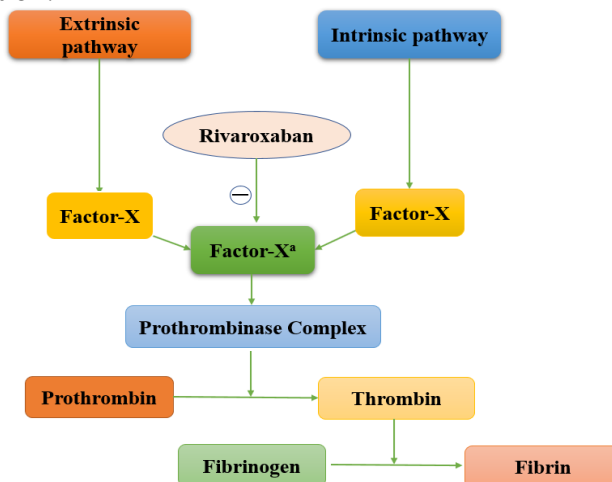 Extrinsic
pathway
Intrinsic pathway
Rivaroxaban
Factor-X
Factor-X
Factor-Xᵃ
Prothrombinase Complex
Prothrombin
Thrombin
Fibrinogen
Fibrin